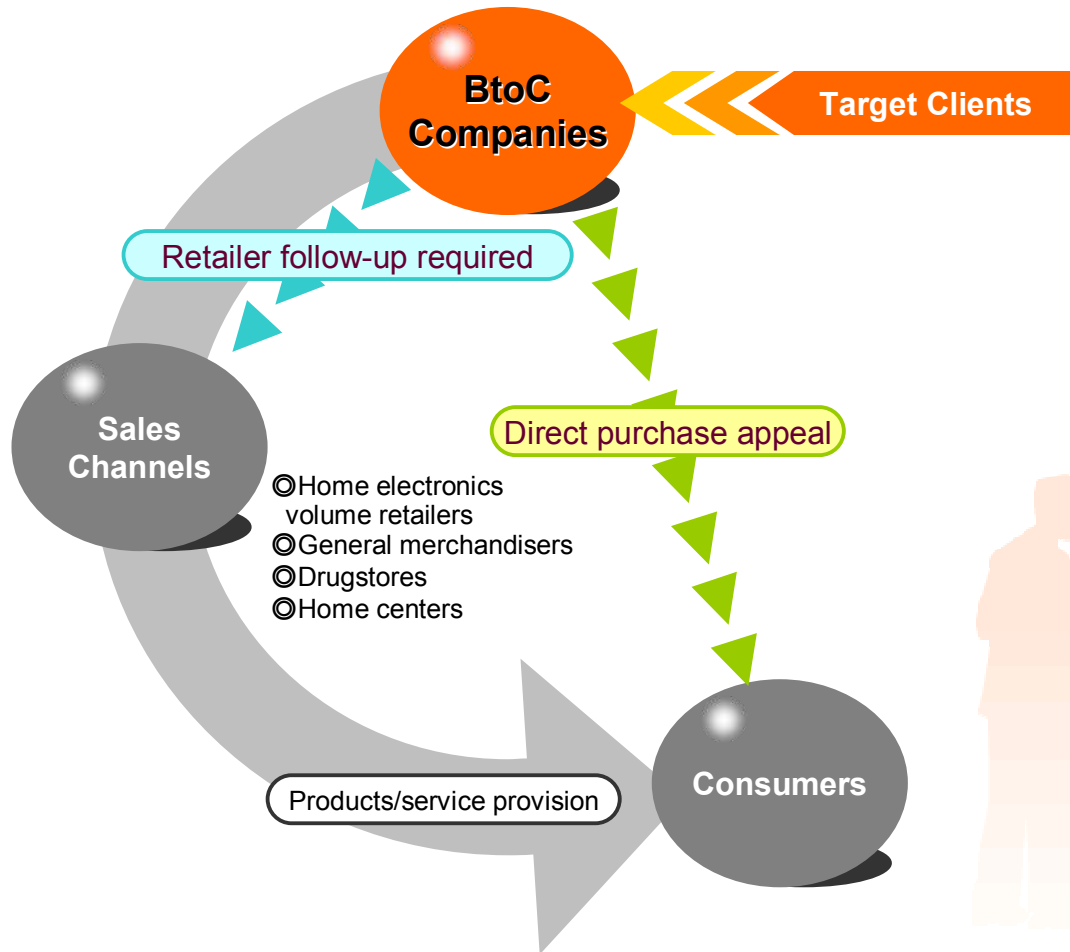 BtoC
Companies
Target Clients
Retailer follow-up required
Direct purchase appeal
Sales
Channels
◎Home electronics
volume retailers
◎General merchandisers
◎Drugstores
◎Home centers
Products/service provision
Consumers